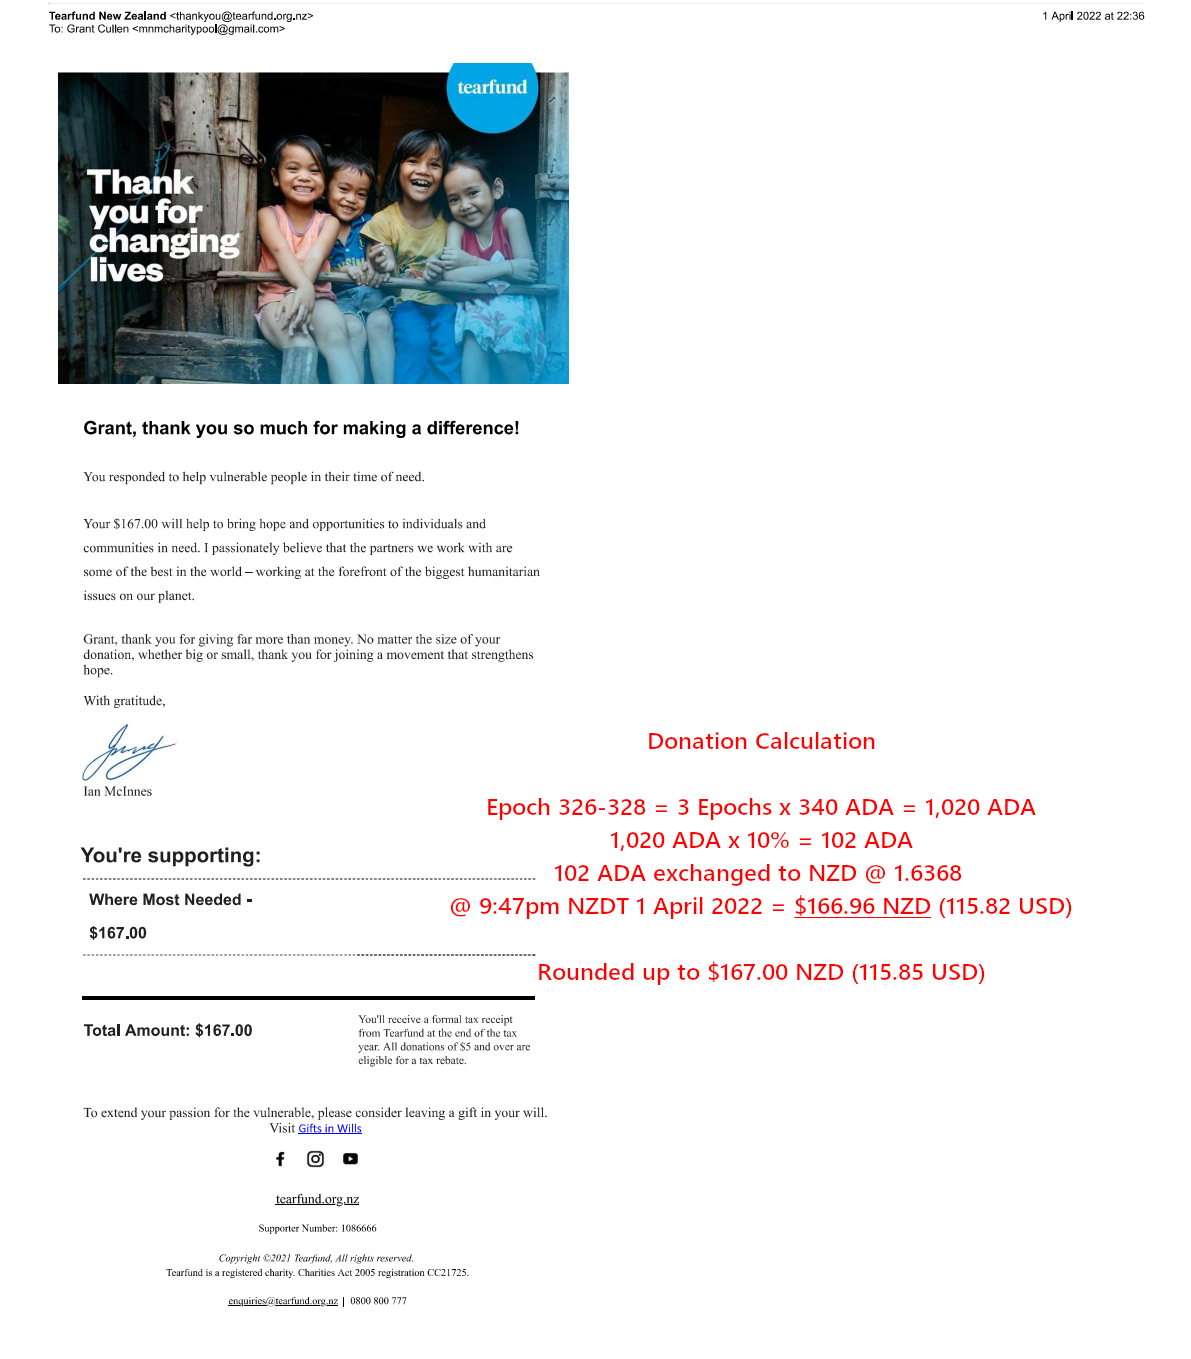 Tearfund New Zealand <thankyou@tearfund.org.nz>
1 April 2022 at 22:36
To: Grant Cullen <mnmcharitypool@gmail.com>
tearfund
Thank
you for
changing
lives
Grant, thank you so much for making a difference!
You responded to help vulnerable people in their time of need.
Your $167.00 will help to bring hope and opportunities to individuals and
communities in need. I passionately believe that the partners we work with are
some of the best in the world – working at the forefront of the biggest humanitarian
issues on our planet.
Grant, thank you for giving far more than money. No matter the size of your
donation, whether big or small, thank you for joining a movement that strengthens
hope.
With gratitude,
Ian McInnes
Donation Calculation
Epoch 326-328 = 3 Epochs x 340 ADA = 1,020 ADA
1,020 ADA x 10% = 102 ADA
102 ADA exchanged to NZD @ 1.6368
@ 9:47pm NZDT 1 April 2022 = $166.96 NZD (115.82 USD)
Rounded up to $167.00 NZD (115.85 USD)
You're supporting:
Where Most Needed -
$167.00
Total Amount: $167.00
You'll receive a formal tax receipt
from Tearfund at the end of the tax
year. All donations of $5 and over are
eligible for a tax rebate.
To extend your passion for the vulnerable, please consider leaving a gift in your will.
Visit Gifts in Wills
tearfund.org.nz
Supporter Number: 1086666
Copyright ©2021 Tearfund, All rights reserved.
Tearfund is a registered charity. Charities Act 2005 registration CC21725.
enquiries@tearfund.org.nz | 0800 800 777